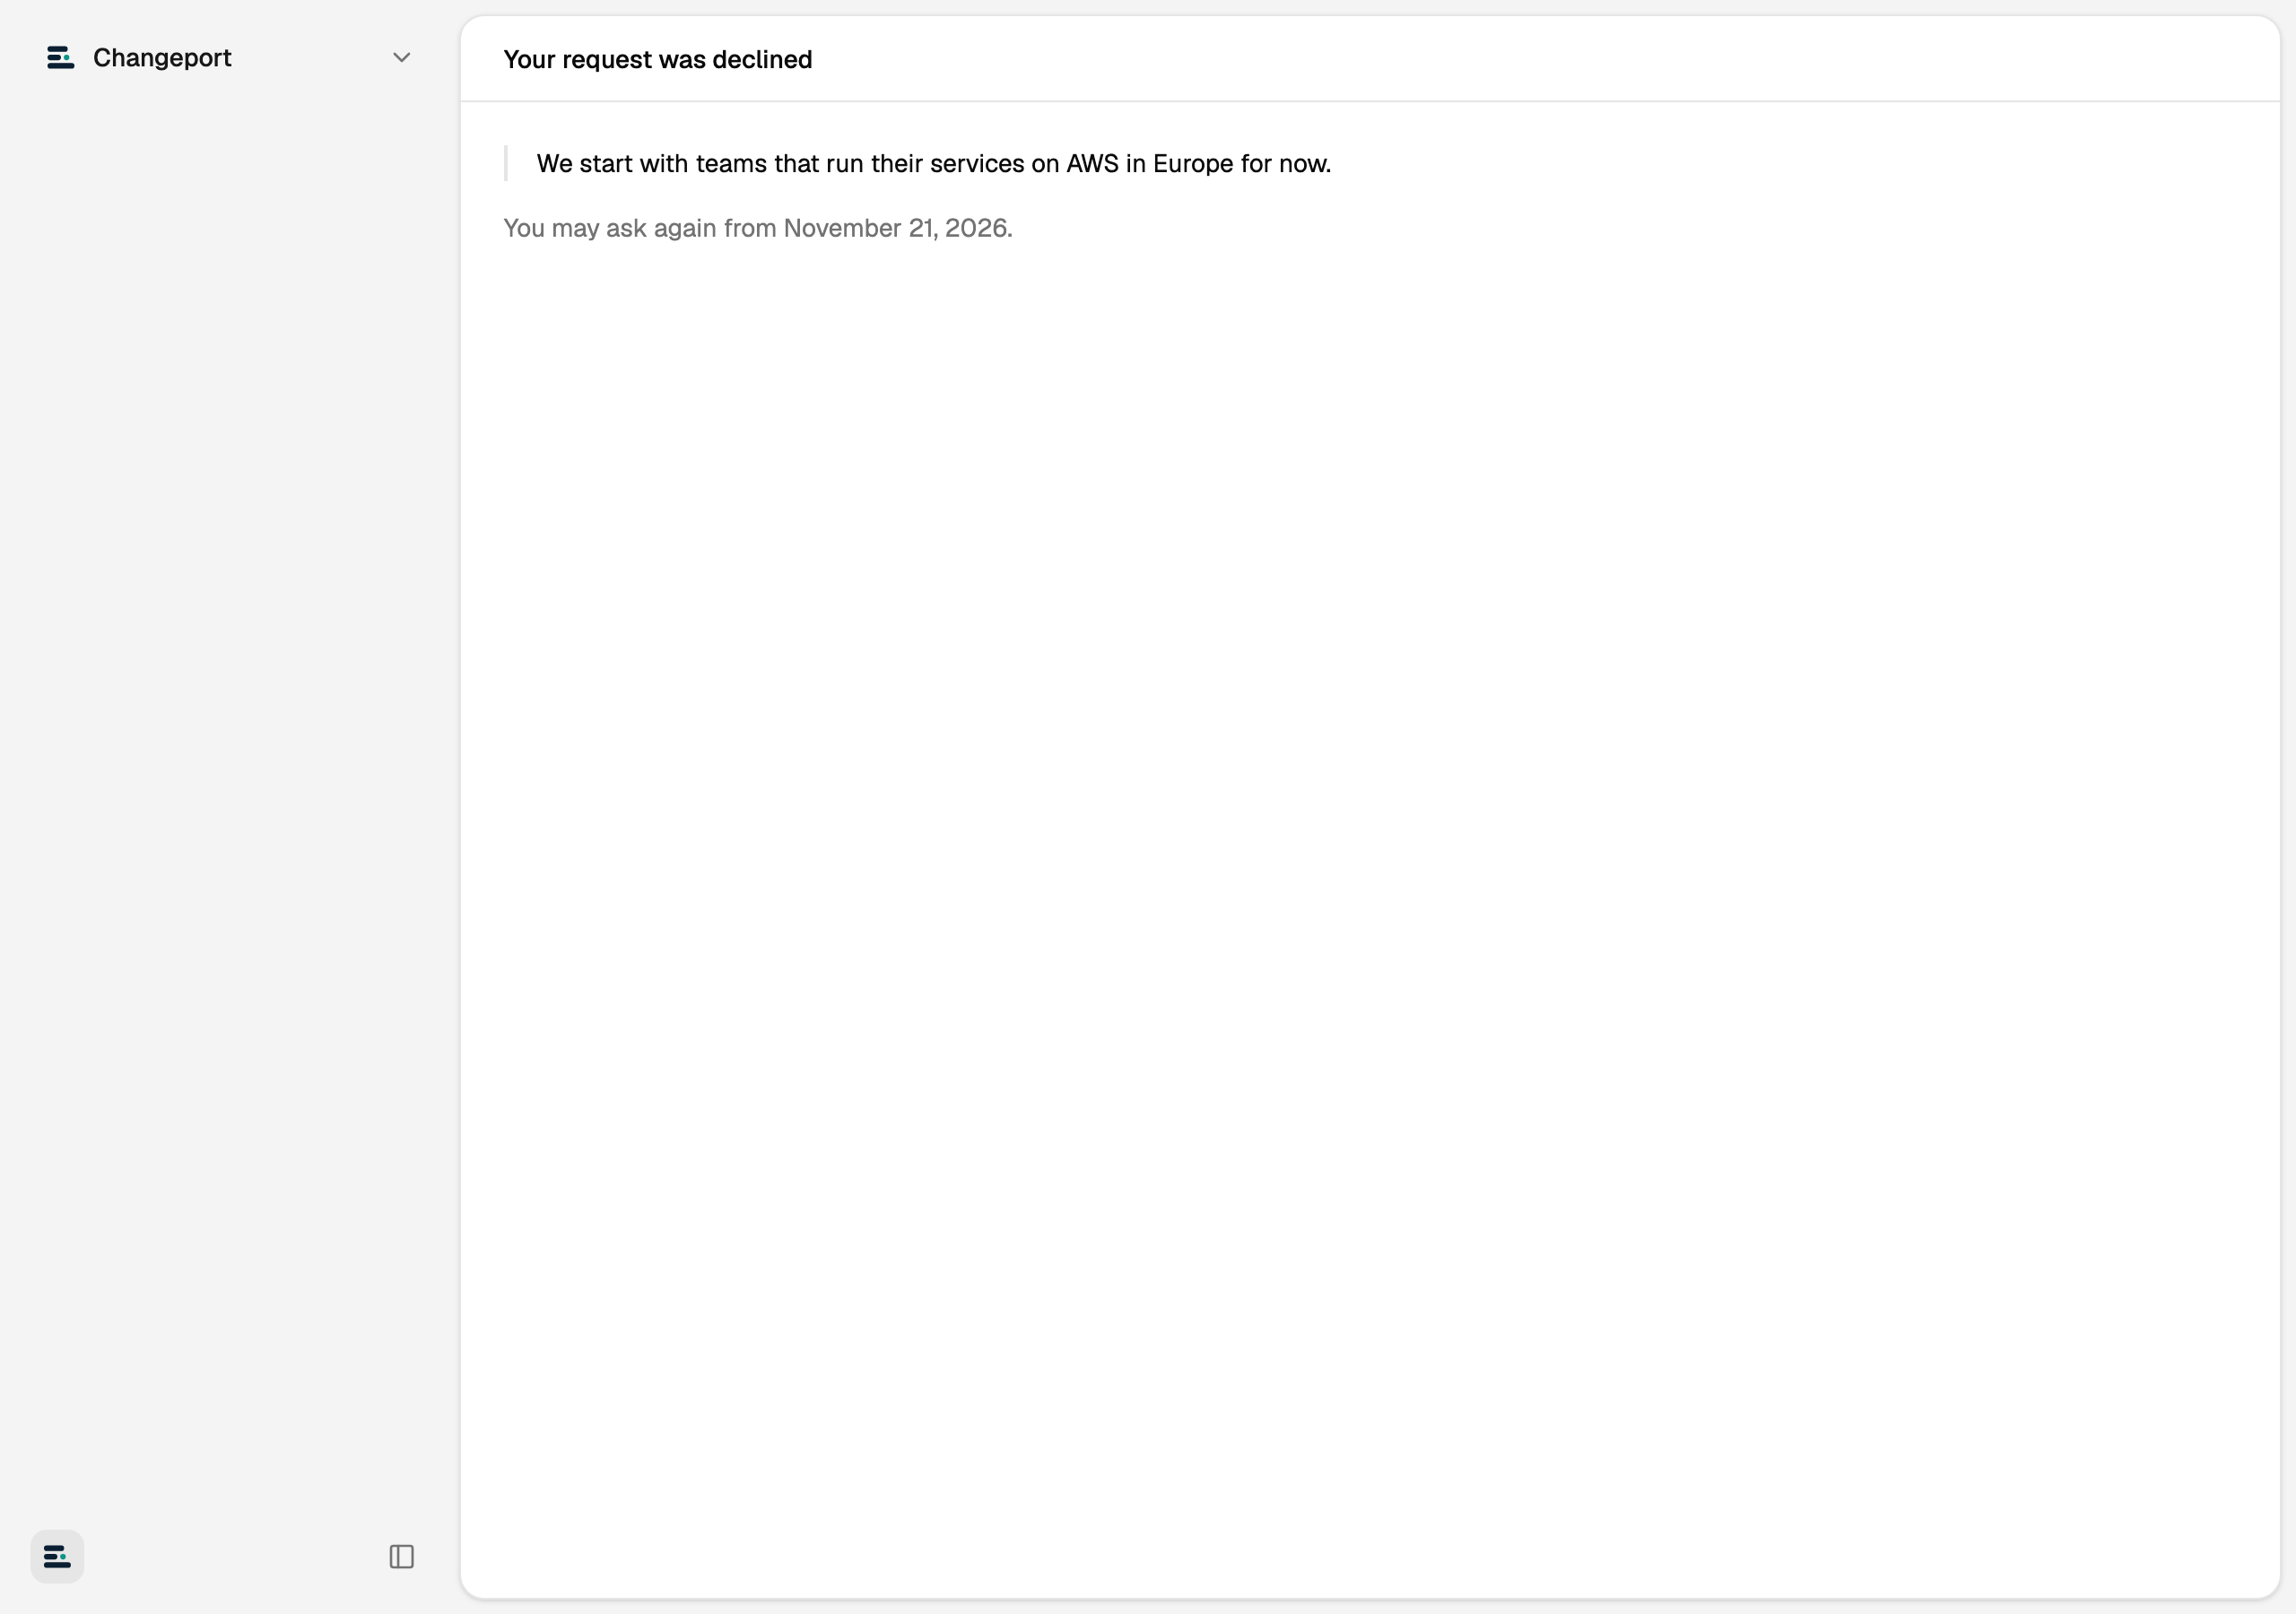 Changeport
Your request was declined
We start with teams that run their services on AWS in Europe for now.
You may ask again from November 21, 2026.